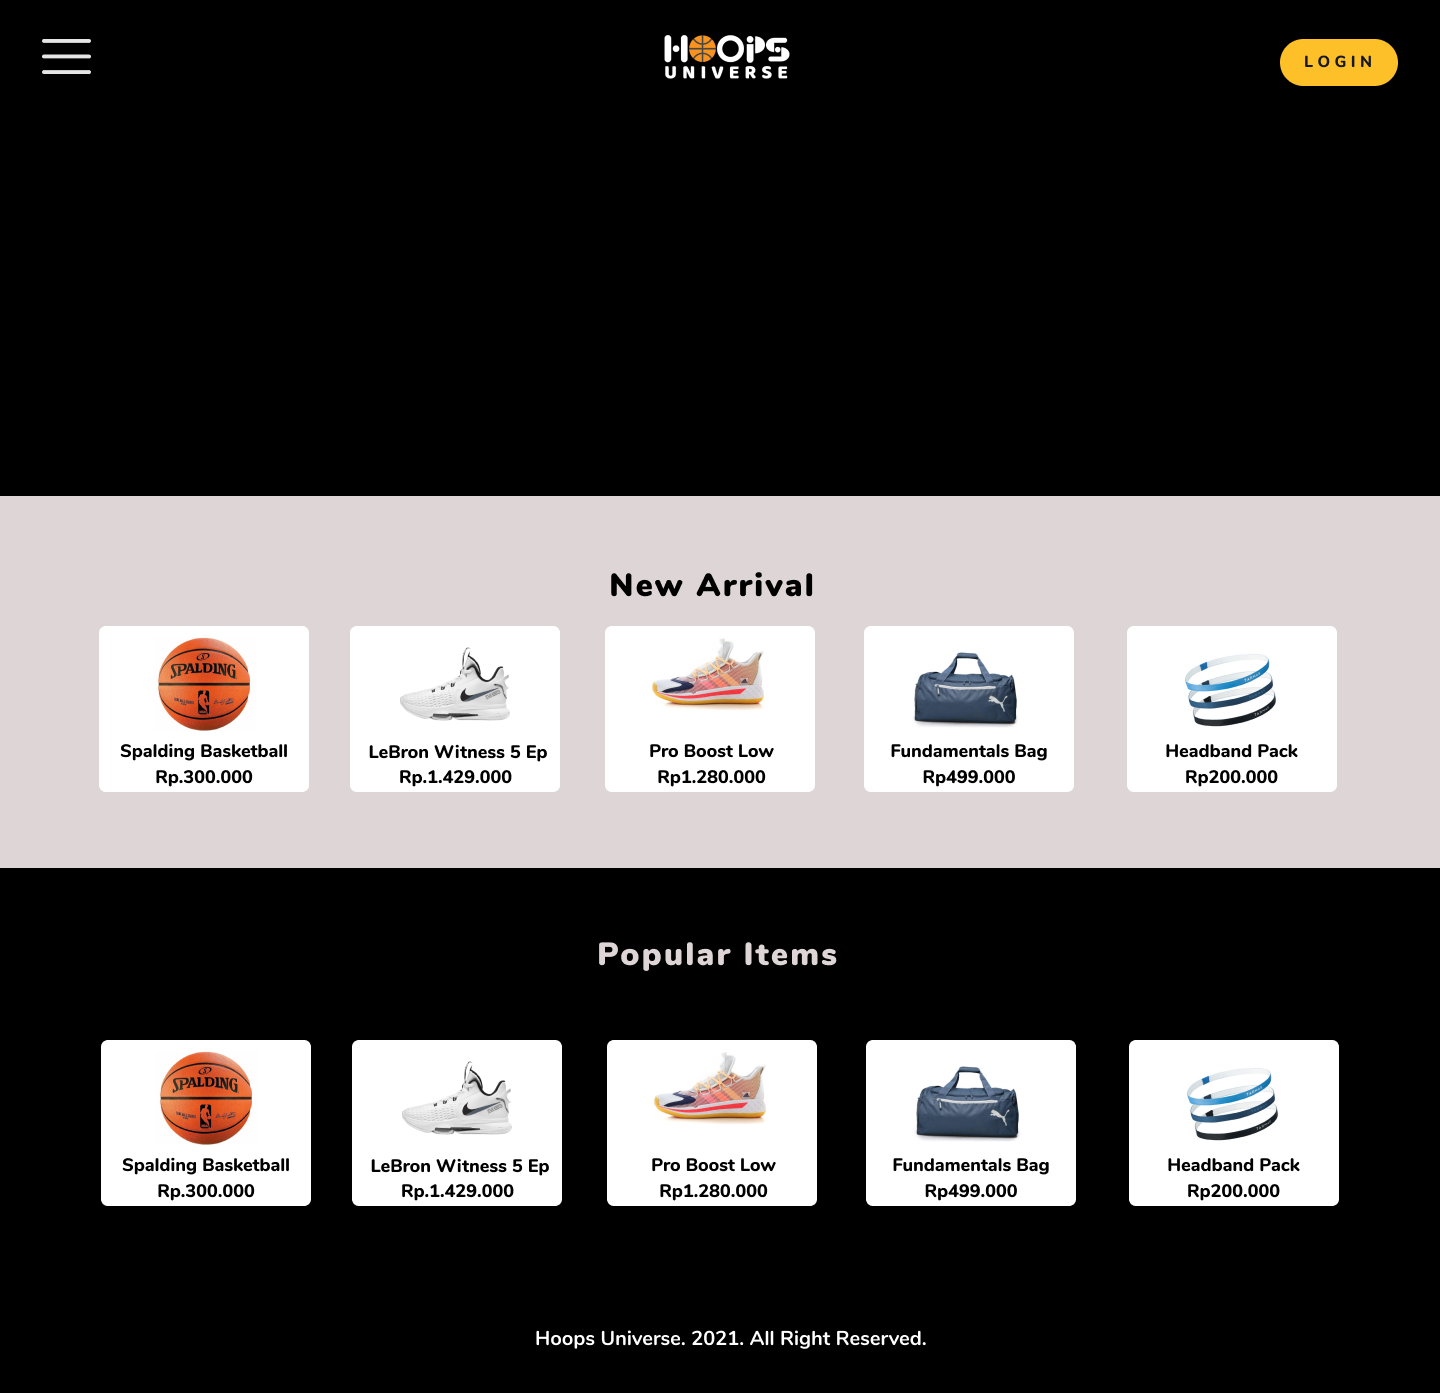 HOOPS
UNIVERSE
LOGIN
New Arrival
SPALDING
Spalding Basketball
Rp.300.000
LeBron Witness 5 Ep
Rp.1.429.000
Pro Boost Low
Rp1.280.000
Fundamentals Bag
Rp499.000
Headband Pack
Rp200.000
Popular Items
SPALDING
Spalding Basketball
Rp.300.000
LeBron Witness 5 Ep
Rp.1.429.000
Pro Boost Low
Rp1.280.000
Fundamentals Bag
Rp499.000
Headband Pack
Rp200.000
Hoops Universe. 2021. All Right Reserved.